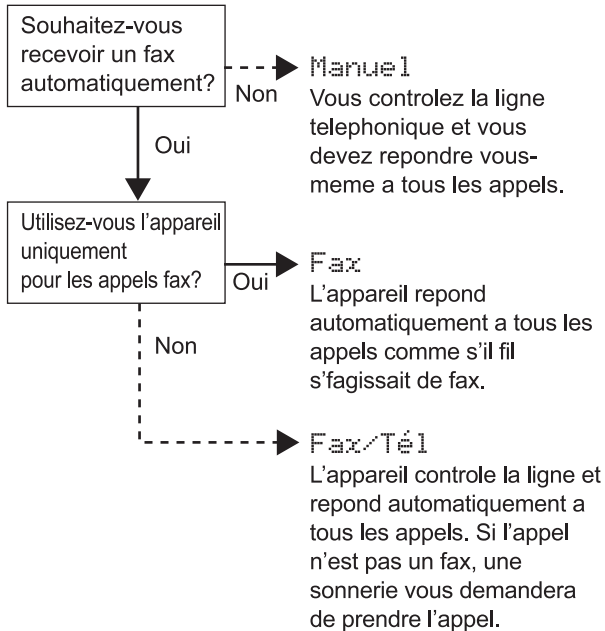 Souhaitez-vous
recevoir un fax
automatiquement?
Non
Manuel
Vous controlez la ligne
telephonique et vous
devez repondre vous-
meme a tous les appels.
Oui
Utilisez-vous l'appareil
uniquement
pour les appels fax?
Oui
Fax
L'appareil repond
automatiquement a tous les
appels comme s'il fil
s'fagissait de fax.
Non
Fax/Tél
L'appareil controle la ligne et
repond automatiquement a
tous les appels. Si l'appel
n'est pas un fax, une
sonnerie vous demandera
de prendre l'appel.